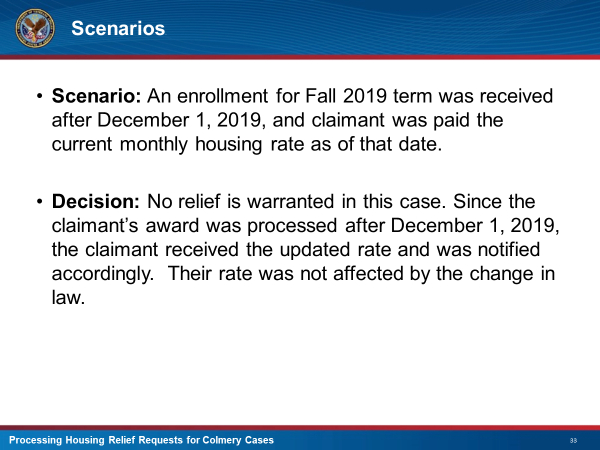 Scenarios
• Scenario: An enrollment for Fall 2019 term was received
after December 1, 2019, and claimant was paid the
current monthly housing rate as of that date.
• Decision: No relief is warranted in this case. Since the
claimant’s award was processed after December 1, 2019,
the claimant received the updated rate and was notified
accordingly.  Their rate was not affected by the change in
law.
Processing Housing Relief Requests for Colmery Cases
33